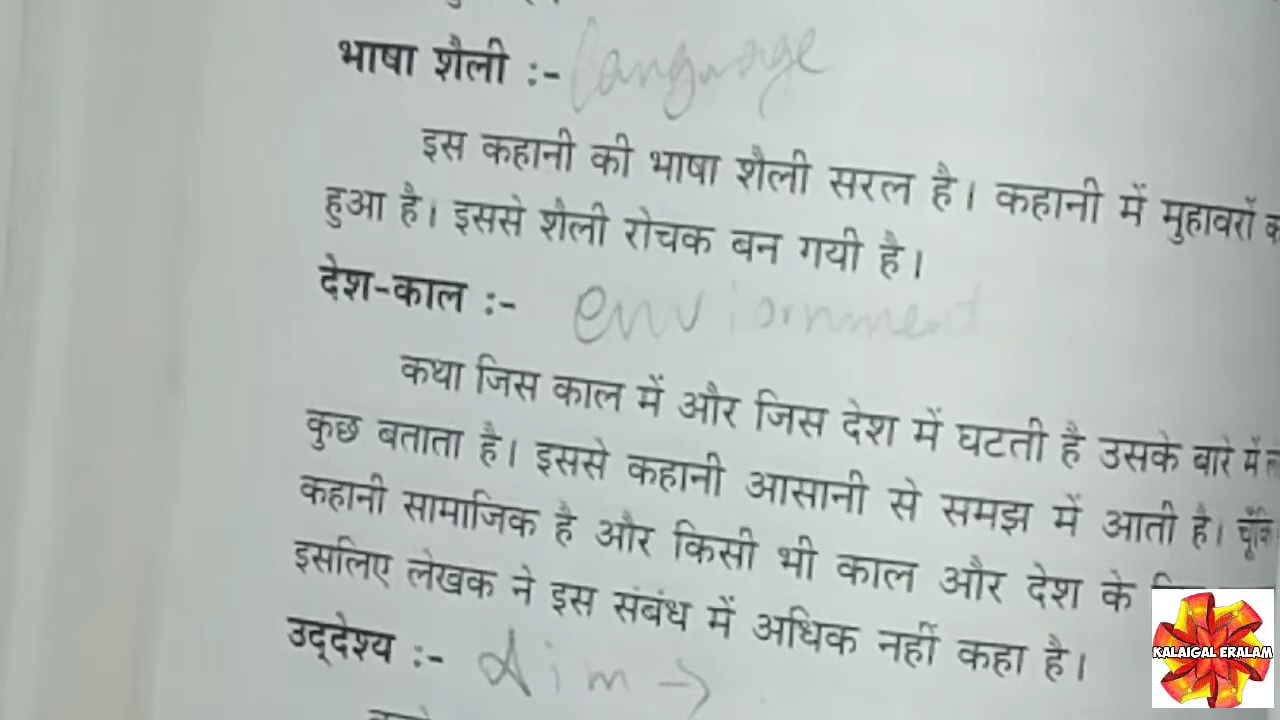 भाषा शैली :- Language
इस कहानी की भाषा शैली सरल है। कहानी में मुहावरों
हुआ है। इससे शैली रोचक बन गयी है।
देश-काल :- enviornment
कथा जिस काल में और जिस देश में घटती है उसके बारे में
कुछ बताता है। इससे कहानी आसानी से समझ में आती है।
कहानी सामाजिक है और किसी भी काल और देश के
इसलिए लेखक ने इस संबंध में अधिक नहीं कहा है।
उद्देश्य :- Aim →
KALAIGAL ERALAM